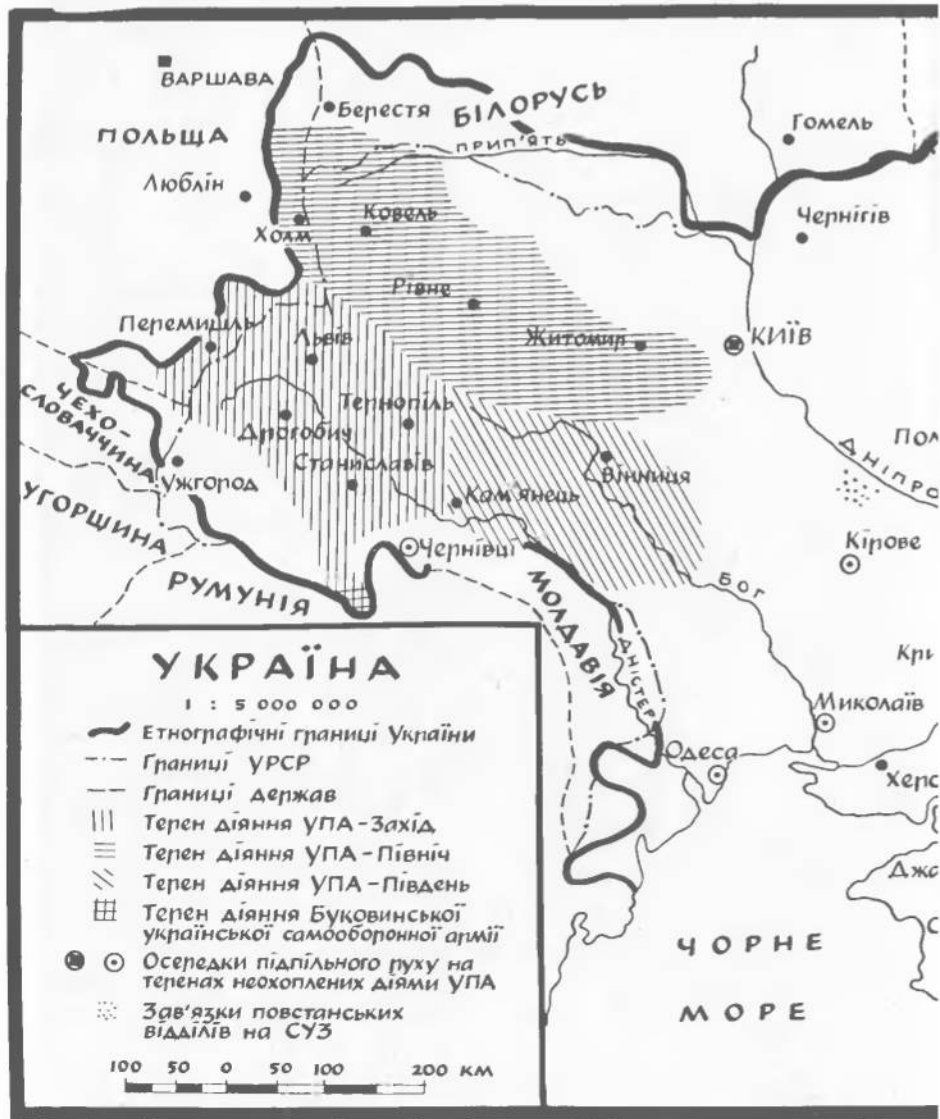 ВАРШАВА
ПОЛЬЩА
Берестя
БІЛОРУСЬ
ПРИП'ЯТЬ
Гомель
Люблін
Холм
Ковель
Чернігів
Рівне
Перемишль
Львів
Житомир
КИЇВ
ЧЕХО-
СЛОВАЧЧИНА
Дрогобич
Тернопіль
Станиславів
Вінниця
ДНІПРО
Пол
Ужгород
Кам'янець
УГОРЩИНА
Чернівці
Кірове
РУМУНІЯ
МОЛДАВІЯ
БОГ
ДНІСТЕР
Кри
Миколаїв
Одеса
Херс
Джа
С
ЧОРНЕ
МОРЕ
УКРАЇНА
1 : 5 000 000
Етнографічні границі України
Границі УРСР
Границі держав
Терен діяння УПА-Захід
Терен діяння УПА-Північ
Терен діяння УПА-Південь
Терен діяння Буковинської
української самооборонної армії
Осередки підпільного руху на
теренах неохоплених діями УПА
Зав'язки повстанських
відділів на СУЗ
100 50 0 50 100 200 км